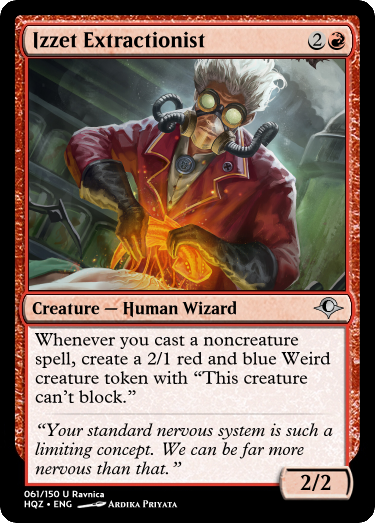 Izzet Extractionist 2
Creature — Human Wizard
Whenever you cast a noncreature
spell, create a 2/1 red and blue Weird
creature token with “This creature
can’t block.”
“Your standard nervous system is such a
limiting concept. We can be far more
nervous than that.”
2/2
061/150 U Ravnica
HQZ • ENG Ardika Priyata